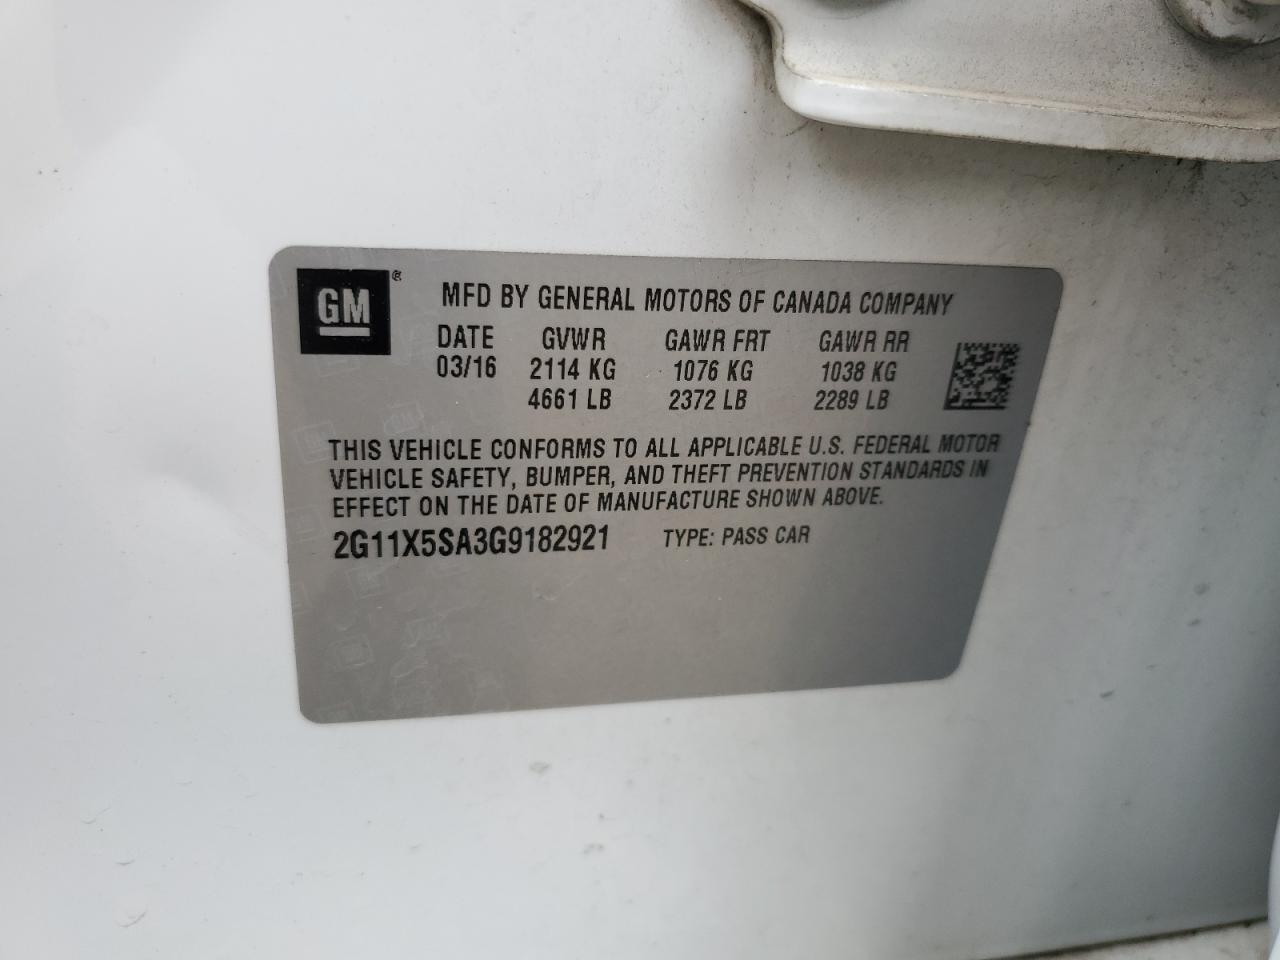 GM ®
MFD BY GENERAL MOTORS OF CANADA COMPANY
DATE GVWR GAWR FRT GAWR RR
03/16 2114 KG 1076 KG 1038 KG
4661 LB 2372 LB 2289 LB
THIS VEHICLE CONFORMS TO ALL APPLICABLE U.S. FEDERAL MOTOR
VEHICLE SAFETY, BUMPER, AND THEFT PREVENTION STANDARDS IN
EFFECT ON THE DATE OF MANUFACTURE SHOWN ABOVE.
2G11X5SA3G9182921 TYPE: PASS CAR